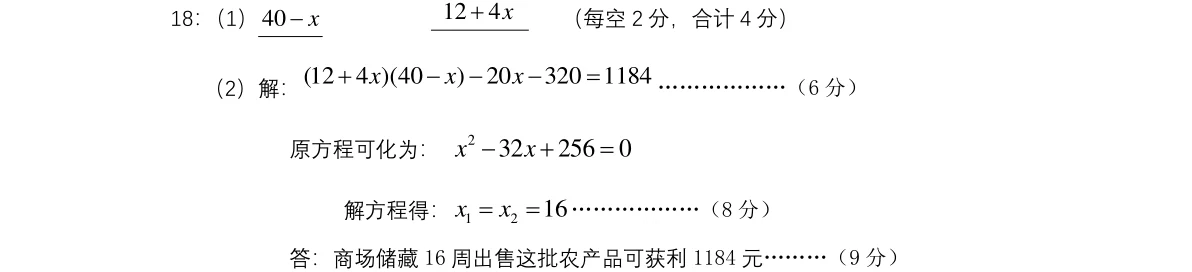 18：（1）40－x  12＋4x （每空 2 分，合计 4 分）
（2）解：(12＋4x)(40－x)－20x－320＝1184 ………………（6 分）
原方程可化为： x²－32x＋256＝0
解方程得：x₁＝x₂＝16………………（8 分）
答：商场储藏 16 周出售这批农产品可获利 1184 元………（9 分）